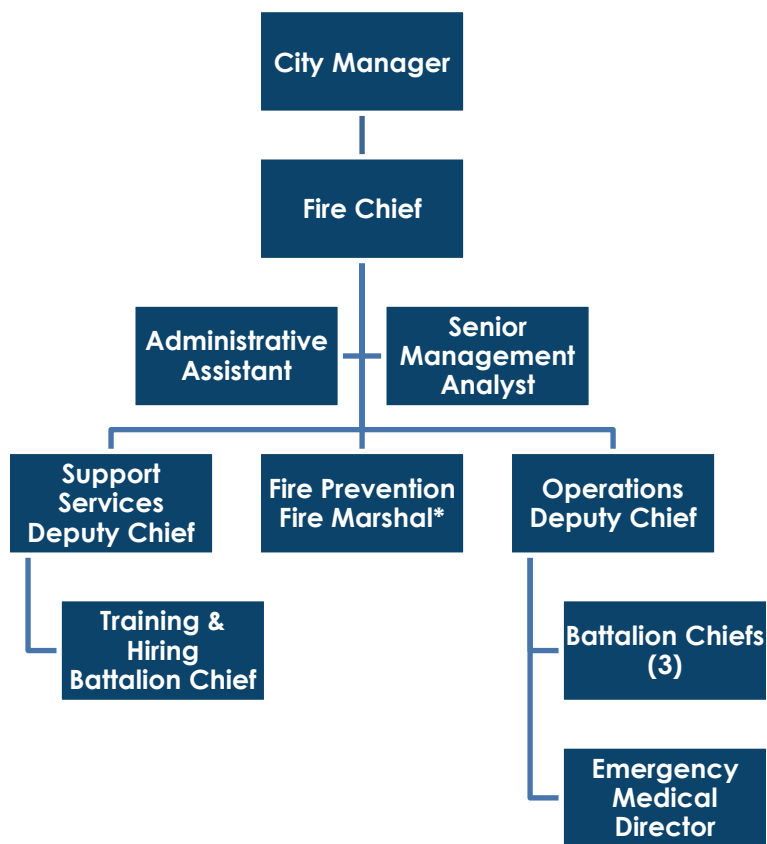 City Manager
Fire Chief
Administrative
Assistant
Senior
Management
Analyst
Support
Services
Deputy Chief
Fire Prevention
Fire Marshal*
Operations
Deputy Chief
Training &
Hiring
Battalion Chief
Battalion Chiefs
(3)
Emergency
Medical
Director